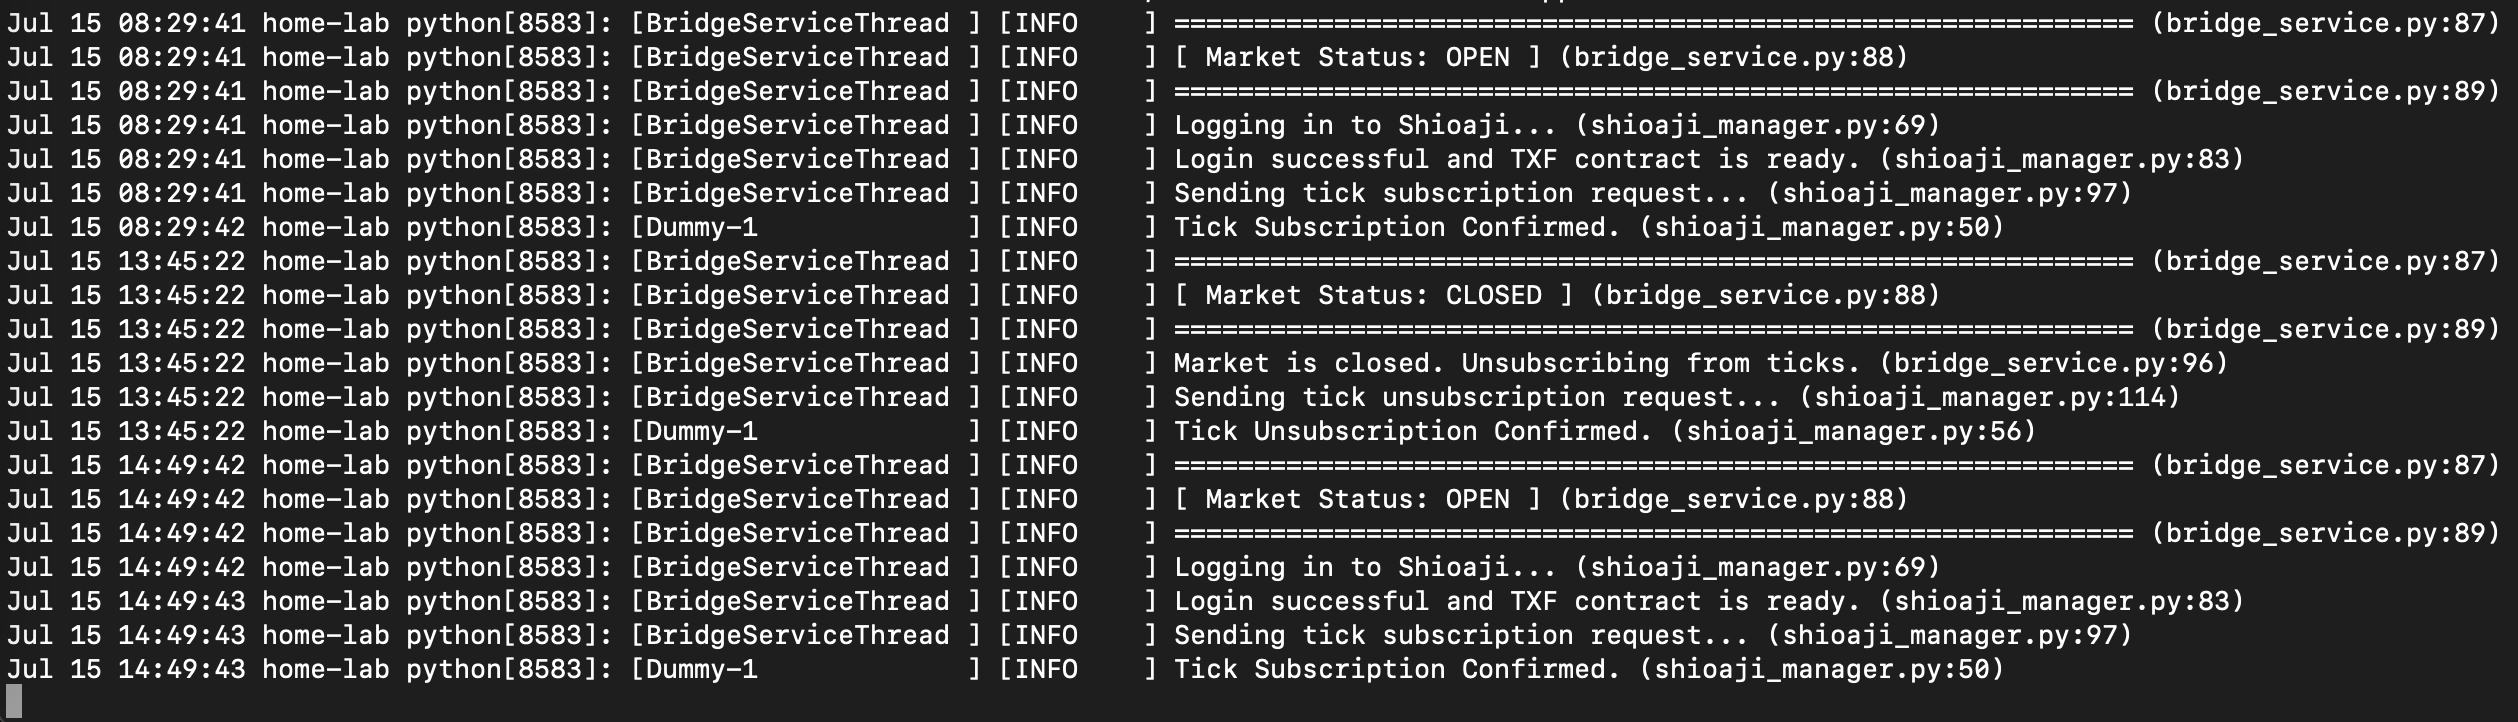 Jul 15 08:29:41 home-lab python[8583]: [BridgeServiceThread ] [INFO    ] ============================================================ (bridge_service.py:87)
Jul 15 08:29:41 home-lab python[8583]: [BridgeServiceThread ] [INFO    ] [ Market Status: OPEN ] (bridge_service.py:88)
Jul 15 08:29:41 home-lab python[8583]: [BridgeServiceThread ] [INFO    ] ============================================================ (bridge_service.py:89)
Jul 15 08:29:41 home-lab python[8583]: [BridgeServiceThread ] [INFO    ] Logging in to Shioaji... (shioaji_manager.py:69)
Jul 15 08:29:41 home-lab python[8583]: [BridgeServiceThread ] [INFO    ] Login successful and TXF contract is ready. (shioaji_manager.py:83)
Jul 15 08:29:41 home-lab python[8583]: [BridgeServiceThread ] [INFO    ] Sending tick subscription request... (shioaji_manager.py:97)
Jul 15 08:29:42 home-lab python[8583]: [Dummy-1             ] [INFO    ] Tick Subscription Confirmed. (shioaji_manager.py:50)
Jul 15 13:45:22 home-lab python[8583]: [BridgeServiceThread ] [INFO    ] ============================================================ (bridge_service.py:87)
Jul 15 13:45:22 home-lab python[8583]: [BridgeServiceThread ] [INFO    ] [ Market Status: CLOSED ] (bridge_service.py:88)
Jul 15 13:45:22 home-lab python[8583]: [BridgeServiceThread ] [INFO    ] ============================================================ (bridge_service.py:89)
Jul 15 13:45:22 home-lab python[8583]: [BridgeServiceThread ] [INFO    ] Market is closed. Unsubscribing from ticks. (bridge_service.py:96)
Jul 15 13:45:22 home-lab python[8583]: [BridgeServiceThread ] [INFO    ] Sending tick unsubscription request... (shioaji_manager.py:114)
Jul 15 13:45:22 home-lab python[8583]: [Dummy-1             ] [INFO    ] Tick Unsubscription Confirmed. (shioaji_manager.py:56)
Jul 15 14:49:42 home-lab python[8583]: [BridgeServiceThread ] [INFO    ] ============================================================ (bridge_service.py:87)
Jul 15 14:49:42 home-lab python[8583]: [BridgeServiceThread ] [INFO    ] [ Market Status: OPEN ] (bridge_service.py:88)
Jul 15 14:49:42 home-lab python[8583]: [BridgeServiceThread ] [INFO    ] ============================================================ (bridge_service.py:89)
Jul 15 14:49:42 home-lab python[8583]: [BridgeServiceThread ] [INFO    ] Logging in to Shioaji... (shioaji_manager.py:69)
Jul 15 14:49:43 home-lab python[8583]: [BridgeServiceThread ] [INFO    ] Login successful and TXF contract is ready. (shioaji_manager.py:83)
Jul 15 14:49:43 home-lab python[8583]: [BridgeServiceThread ] [INFO    ] Sending tick subscription request... (shioaji_manager.py:97)
Jul 15 14:49:43 home-lab python[8583]: [Dummy-1             ] [INFO    ] Tick Subscription Confirmed. (shioaji_manager.py:50)